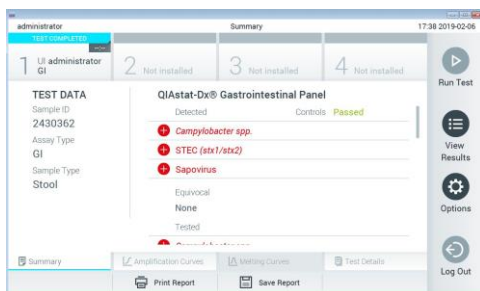 administrator Summary 17:38 2019-02-06
TEST COMPLETED
1 UI administrator GI
2 Not installed
3 Not installed
4 Not installed
Run Test
View Results
Options
Log Out
TEST DATA
Sample ID
2430362
Assay Type
GI
Sample Type
Stool
QIAstat-Dx® Gastrointestinal Panel
Detected Controls Passed
Campylobacter spp.
STEC (stx1/stx2)
Sapovirus
Equivocal
None
Tested
Summary
Amplification Curves
Melting Curves
Test Details
Print Report
Save Report